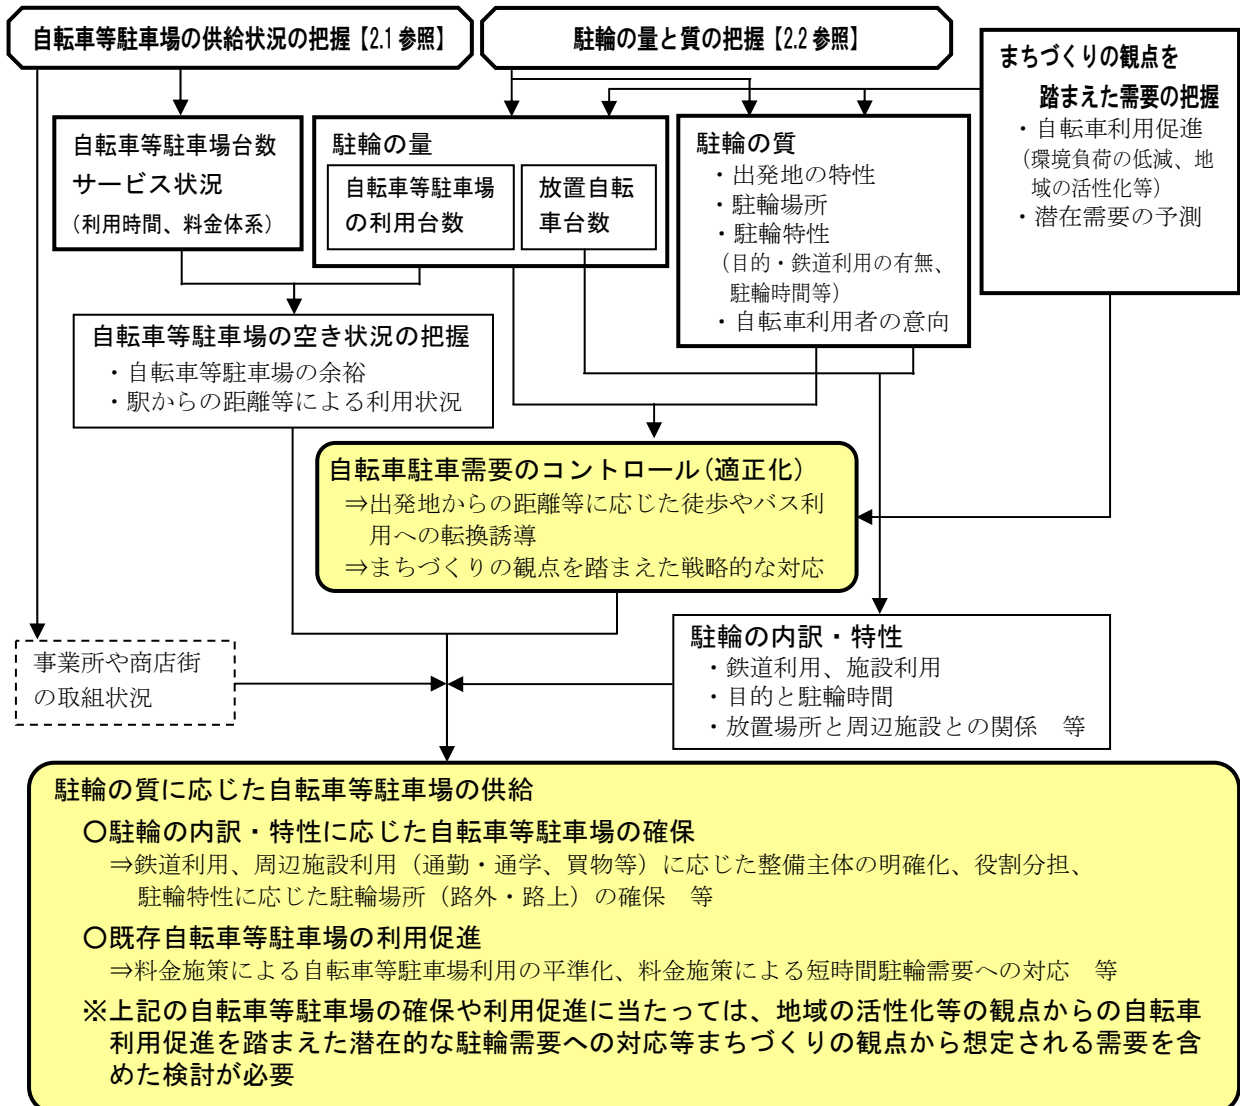 自転車等駐車場の供給状況の把握【2.1 参照】
駐輪の量と質の把握【2.2 参照】
まちづくりの観点を
踏まえた需要の把握
・自転車利用促進
（環境負荷の低減、地
域の活性化等）
・潜在需要の予測
自転車等駐車場台数
サービス状況
（利用時間、料金体系）
駐輪の量
自転車等駐車場
の利用台数
放置自転
車台数
駐輪の質
・出発地の特性
・駐輪場所
・駐輪特性
（目的・鉄道利用の有無、
駐輪時間等）
・自転車利用者の意向
自転車等駐車場の空き状況の把握
・自転車等駐車場の余裕
・駅からの距離等による利用状況
自転車駐車需要のコントロール(適正化)
⇒出発地からの距離等に応じた徒歩やバス利
用への転換誘導
⇒まちづくりの観点を踏まえた戦略的な対応
事業所や商店街
の取組状況
駐輪の内訳・特性
・鉄道利用、施設利用
・目的と駐輪時間
・放置場所と周辺施設との関係　等
駐輪の質に応じた自転車等駐車場の供給
○駐輪の内訳・特性に応じた自転車等駐車場の確保
⇒鉄道利用、周辺施設利用（通勤・通学、買物等）に応じた整備主体の明確化、役割分担、
駐輪特性に応じた駐輪場所（路外・路上）の確保　等
○既存自転車等駐車場の利用促進
⇒料金施策による自転車等駐車場利用の平準化、料金施策による短時間駐輪需要への対応　等
※上記の自転車等駐車場の確保や利用促進に当たっては、地域の活性化等の観点からの自転車
利用促進を踏まえた潜在的な駐輪需要への対応等まちづくりの観点から想定される需要を含
めた検討が必要